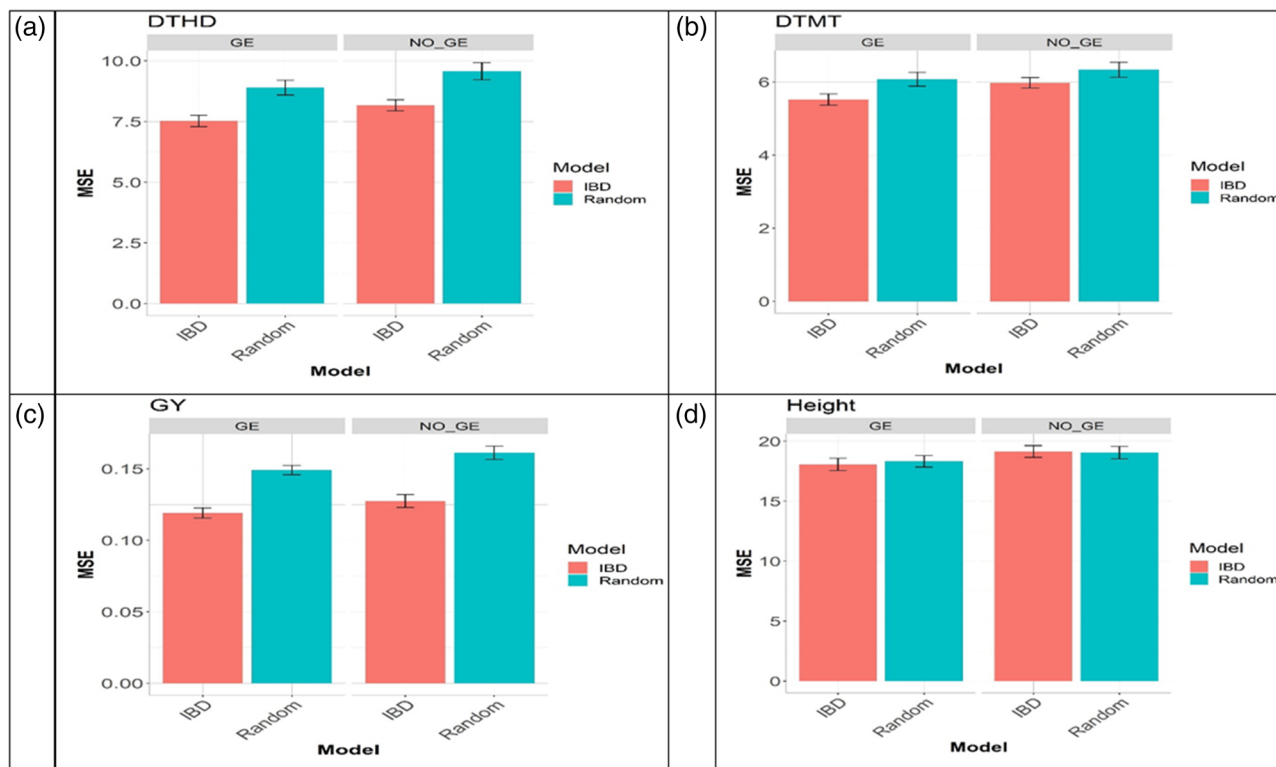 (a)
DTHD
GE
NO_GE
10.0
7.5
5.0
2.5
0.0
MSE
IBD
Random
IBD
Random
Model
Model
IBD
Random
(b)
DTMT
GE
NO_GE
6
4
2
0
MSE
IBD
Random
IBD
Random
Model
Model
IBD
Random
(c)
GY
GE
NO_GE
0.15
0.10
0.05
0.00
MSE
IBD
Random
IBD
Random
Model
Model
IBD
Random
(d)
Height
GE
NO_GE
20
15
10
5
0
MSE
IBD
Random
IBD
Random
Model
Model
IBD
Random